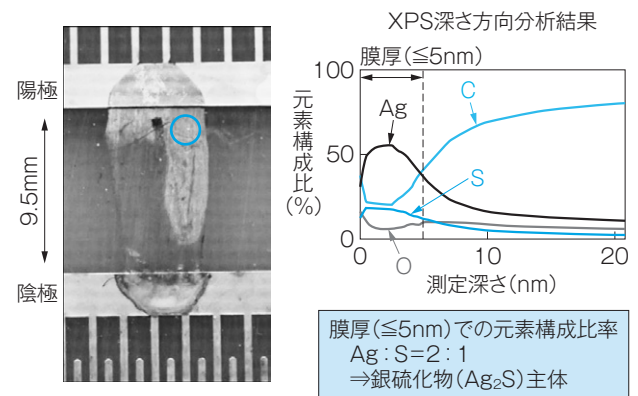 XPS深さ方向分析結果
陽極
9.5mm
陰極
膜厚(≦5nm)
元素構成比(%)
100
50
0
Ag
C
S
O
0
10
20
測定深さ(nm)
膜厚(≦5nm)での元素構成比率
Ag:S=2:1
⇒銀硫化物(Ag₂S)主体